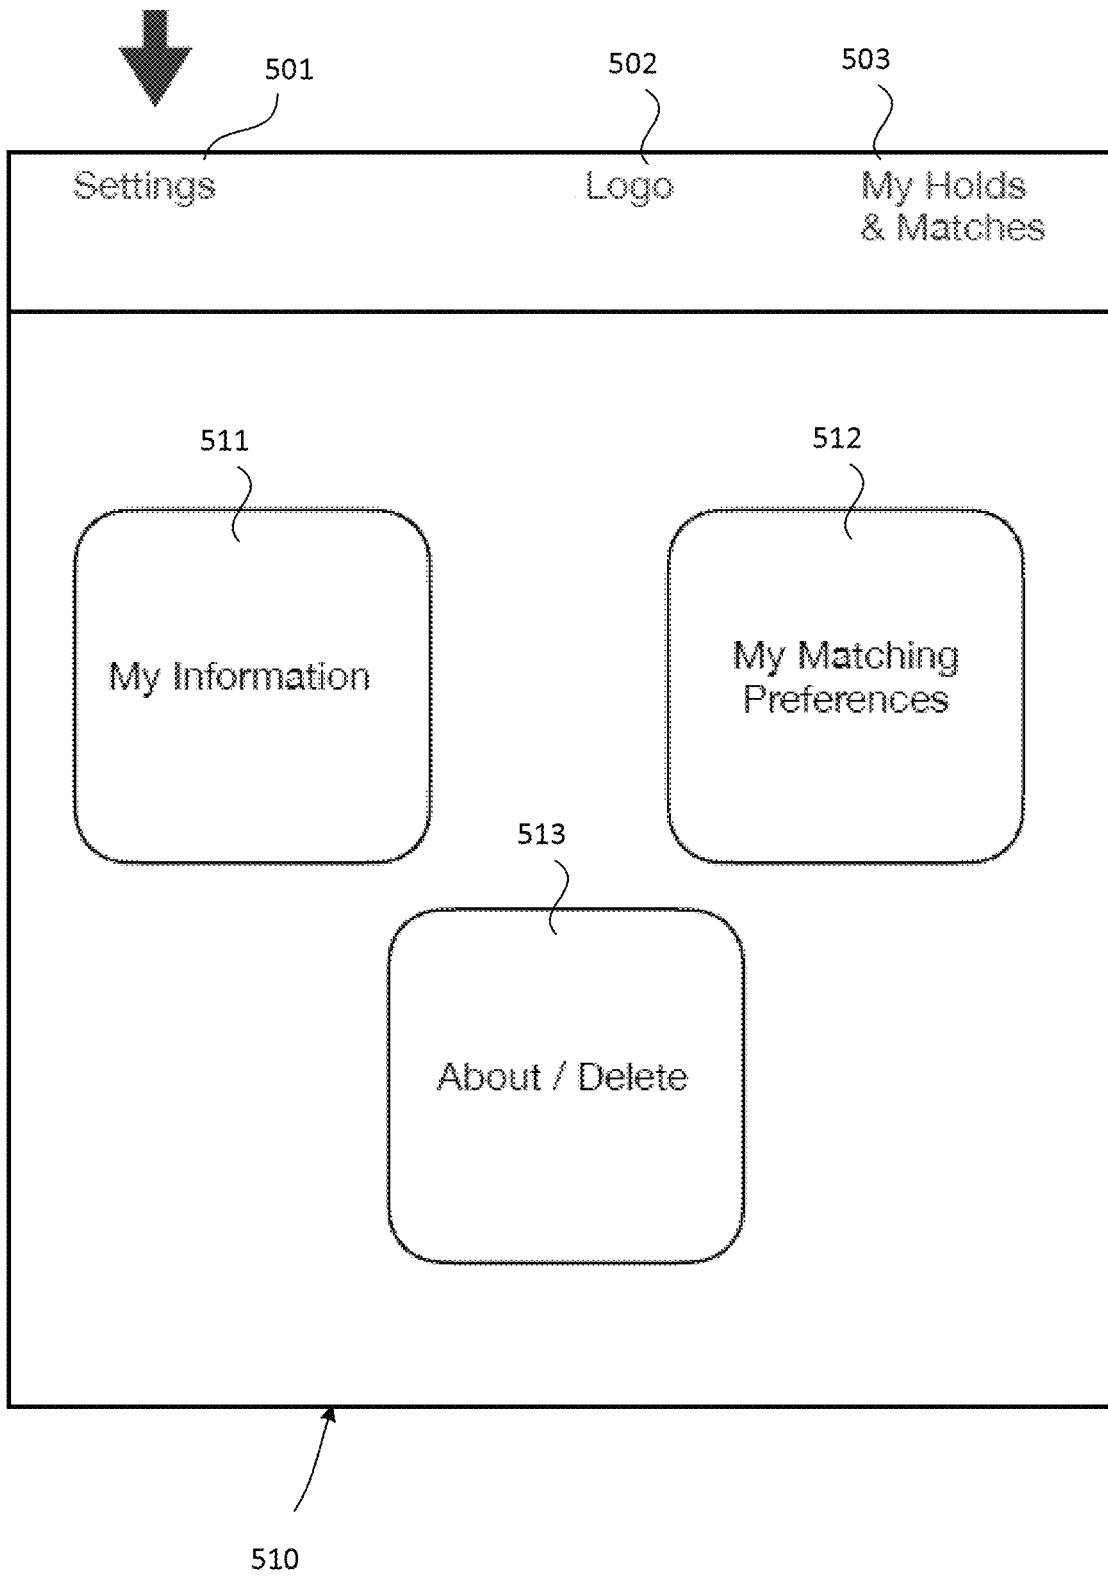 501
502
503
Settings
Logo
My Holds
& Matches
511
512
My Information
My Matching
Preferences
513
About / Delete
510